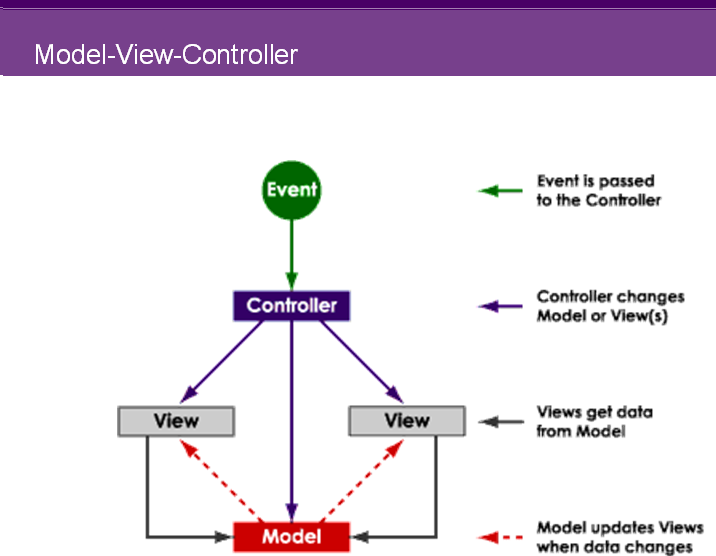 Model-View-Controller
Event
Event is passed
to the Controller
Controller
Controller changes
Model or View(s)
View
View
Views get data
from Model
Model
Model updates Views
when data changes